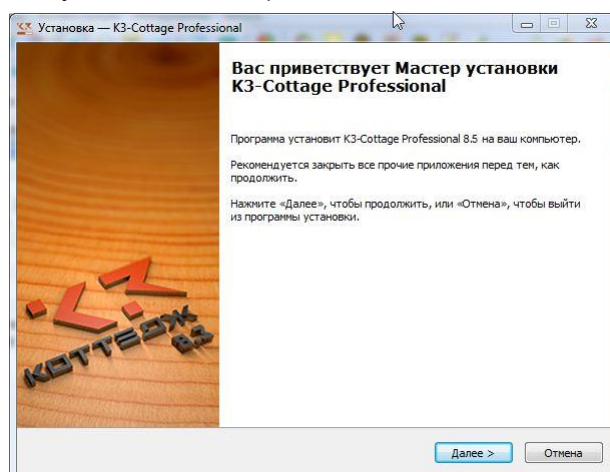 Установка — K3-Cottage Professional
Вас приветствует Мастер установки
K3-Cottage Professional
Программа установит K3-Cottage Professional 8.5 на ваш компьютер.
Рекомендуется закрыть все прочие приложения перед тем, как
продолжить.
Нажмите «Далее», чтобы продолжить, или «Отмена», чтобы выйти
из программы установки.
КОТТЕДЖ
Далее >
Отмена